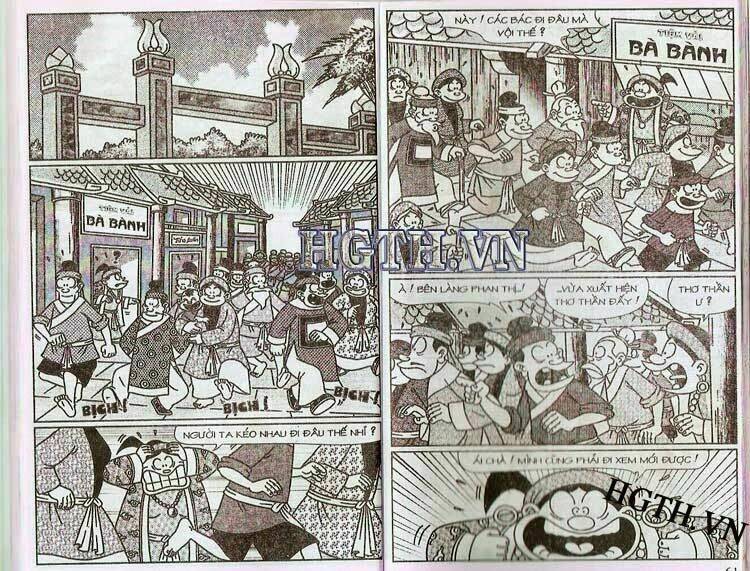 TIỆM VẢI
BÀ BÀNH
BỊCH !
BỊCH !
BỊCH !
NGƯỜI TA KÉO NHAU ĐI ĐÂU THẾ NHỈ ?
NÀY ! CÁC BÁC ĐI ĐÂU MÀ
VỘI THẾ ?
TIỆM VẢI
BÀ BÀNH
À ! BÊN LÀNG PHAN THỊ...
...VỪA XUẤT HIỆN
THƠ THẦN ĐẤY !
THƠ THẦN
Ư ?
ÁI CHÀ ! MÌNH CŨNG PHẢI ĐI XEM MỚI ĐƯỢC !
HGTH.VN
HGTH.VN
61